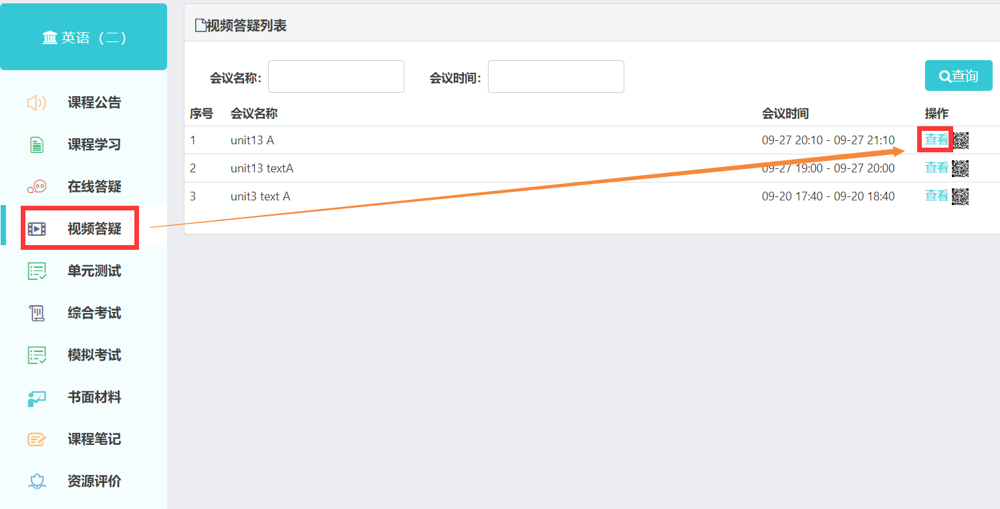 英语（二）
课程公告
课程学习
在线答疑
视频答疑
单元测试
综合考试
模拟考试
书面材料
课程笔记
资源评价
视频答疑列表
会议名称： 会议时间： 查询
序号 会议名称 会议时间 操作
1 unit13 A 09-27 20:10 - 09-27 21:10 查看
2 unit13 textA 09-27 19:00 - 09-27 20:00 查看
3 unit3 text A 09-20 17:40 - 09-20 18:40 查看